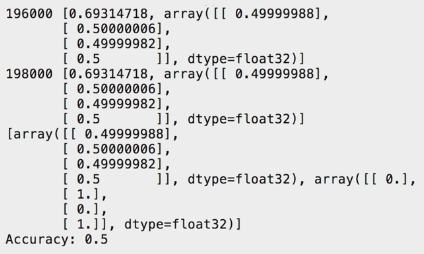 196000 [0.69314718, array([[ 0.49999988],
       [ 0.50000006],
       [ 0.49999982],
       [ 0.5       ]], dtype=float32)]
198000 [0.69314718, array([[ 0.49999988],
       [ 0.50000006],
       [ 0.49999982],
       [ 0.5       ]], dtype=float32)]
[array([[ 0.49999988],
       [ 0.50000006],
       [ 0.49999982],
       [ 0.5       ]], dtype=float32), array([[ 0.],
       [ 1.],
       [ 0.],
       [ 1.]], dtype=float32)]
Accuracy: 0.5